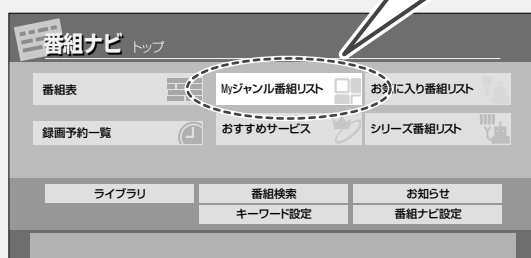 番組ナビ トップ
番組表
Myジャンル番組リスト
お気に入り番組リスト
録画予約一覧
おすすめサービス
シリーズ番組リスト
ライブラリ
番組検索
お知らせ
キーワード設定
番組ナビ設定